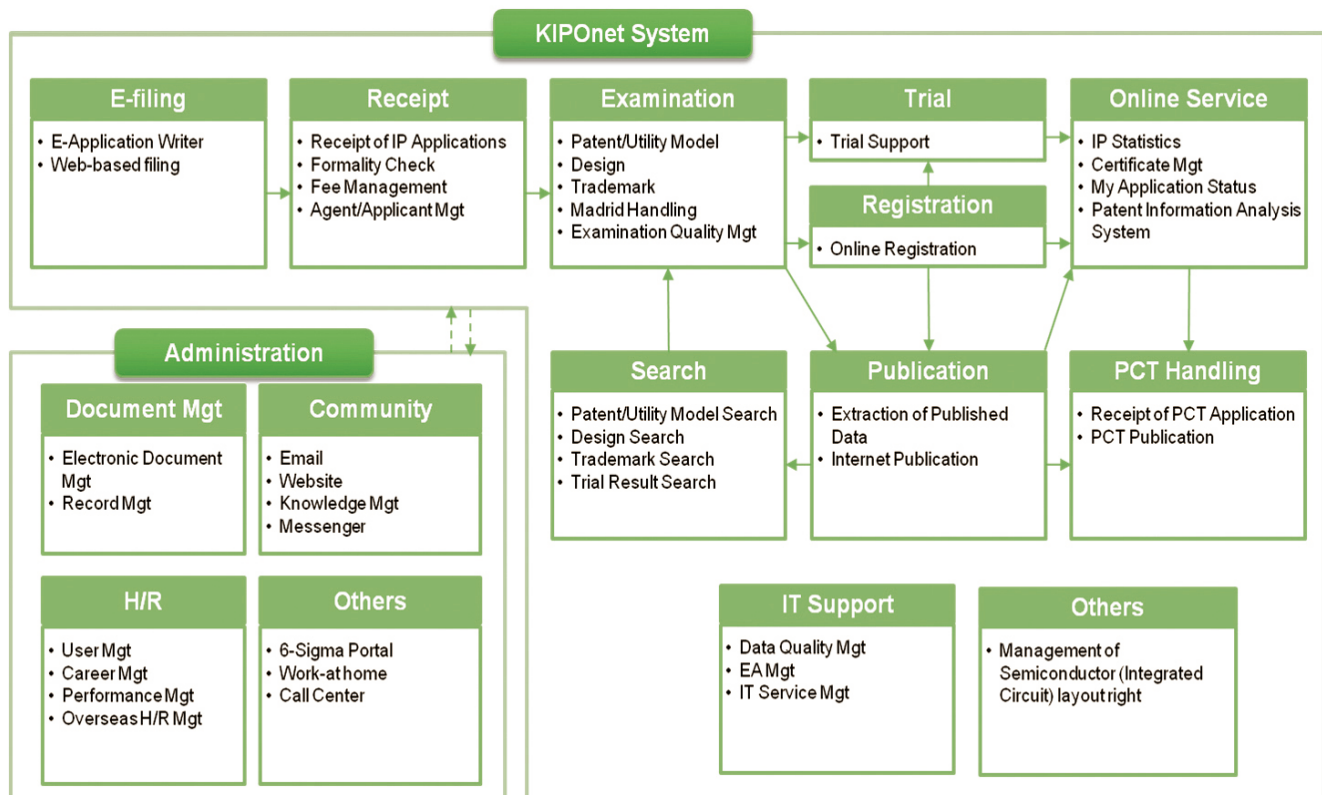 KIPOnet System
E-filing
• E-Application Writer
• Web-based filing
Receipt
• Receipt of IP Applications
• Formality Check
• Fee Management
• Agent/Applicant Mgt
Examination
• Patent/Utility Model
• Design
• Trademark
• Madrid Handling
• Examination Quality Mgt
Trial
• Trial Support
Registration
• Online Registration
Online Service
• IP Statistics
• Certificate Mgt
• My Application Status
• Patent Information Analysis
System
Search
• Patent/Utility Model Search
• Design Search
• Trademark Search
• Trial Result Search
Publication
• Extraction of Published
Data
• Internet Publication
PCT Handling
• Receipt of PCT Application
• PCT Publication
Administration
Document Mgt
• Electronic Document
Mgt
• Record Mgt
Community
• Email
• Website
• Knowledge Mgt
• Messenger
H/R
• User Mgt
• Career Mgt
• Performance Mgt
• Overseas H/R Mgt
Others
• 6-Sigma Portal
• Work-at home
• Call Center
IT Support
• Data Quality Mgt
• EA Mgt
• IT Service Mgt
Others
• Management of
Semiconductor (Integrated
Circuit) layout right